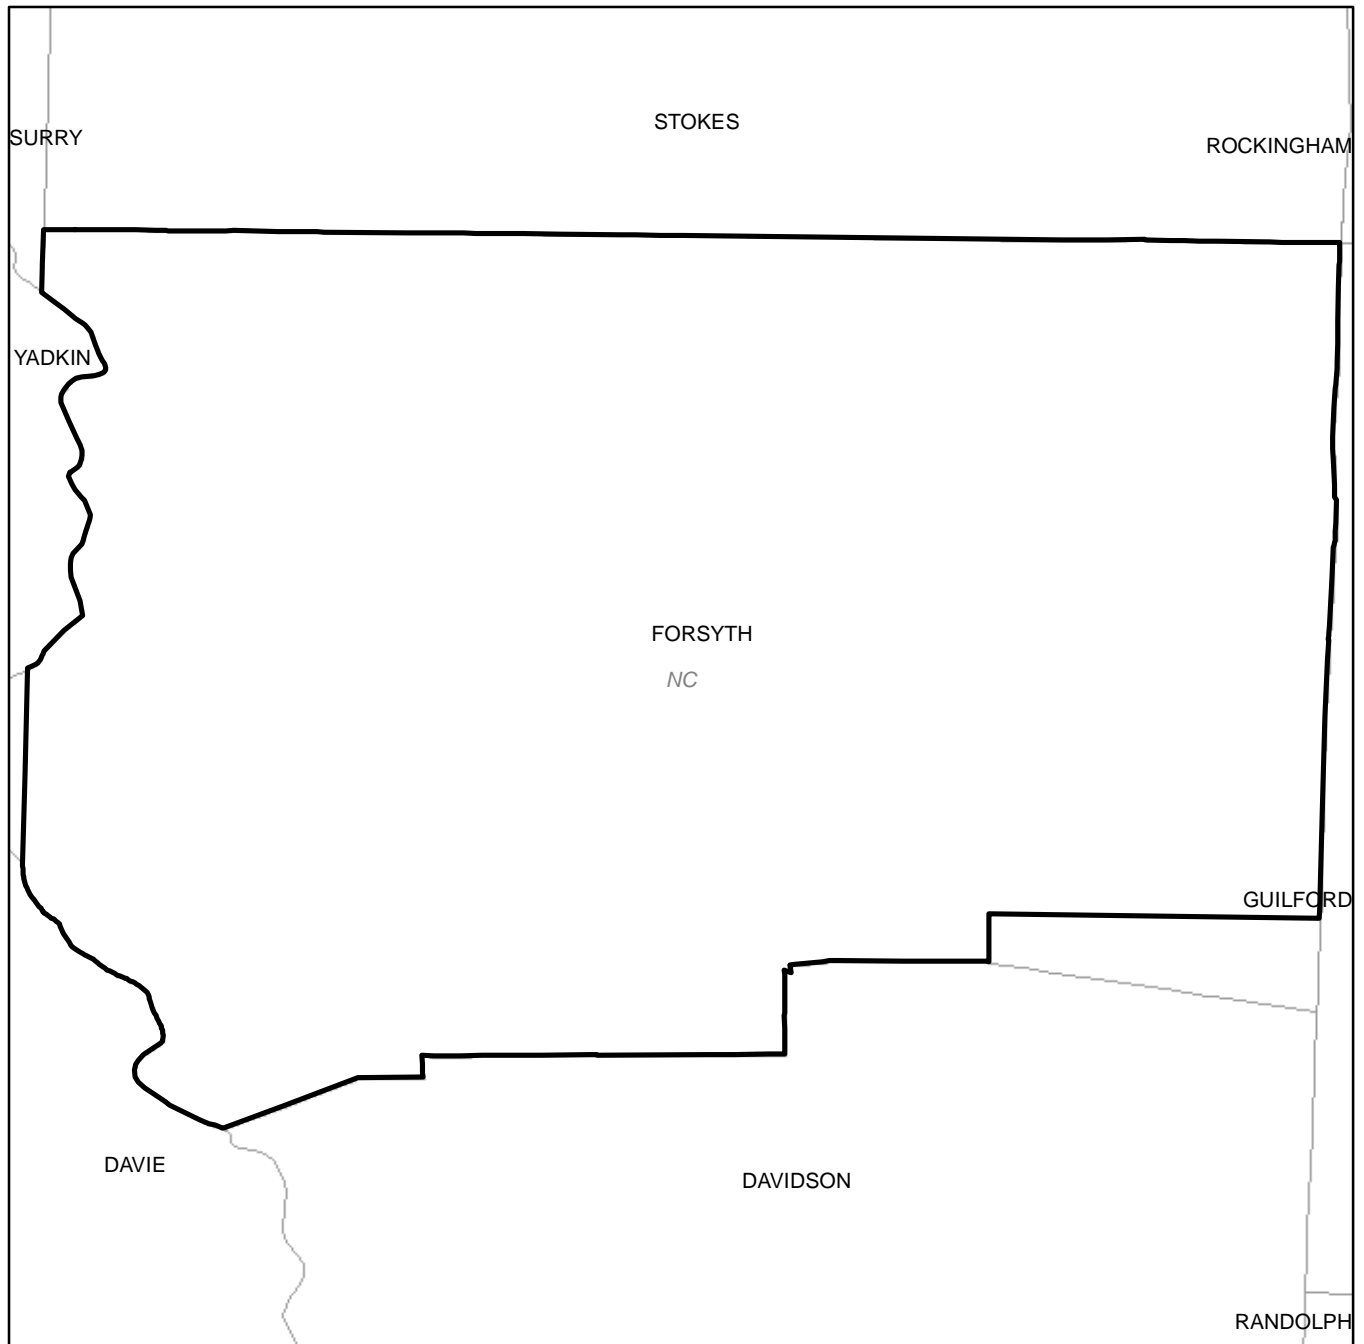 STOKES
SURRY
ROCKINGHAM
YADKIN
FORSYTH
NC
GUILFORD
DAVIE
DAVIDSON
RANDOLPH